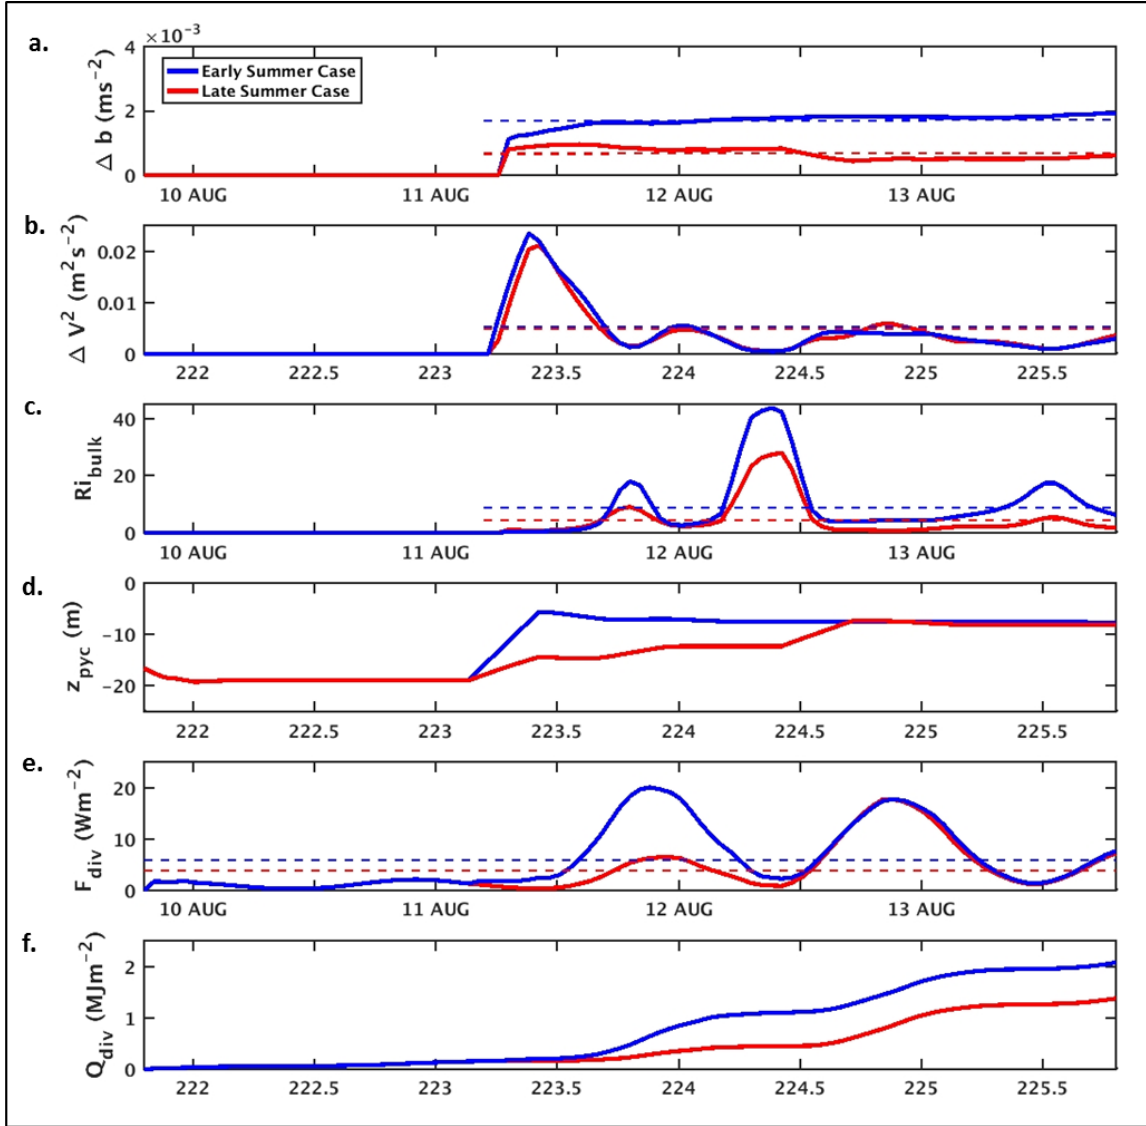 a.
×10⁻³
Δ b (ms⁻²)
4
2
0
Early Summer Case
Late Summer Case
10 AUG 11 AUG 12 AUG 13 AUG
b.
Δ V² (m² s⁻²)
0.02
0.01
0
222 222.5 223 223.5 224 224.5 225 225.5
c.
Ri_bulk
40
20
0
10 AUG 11 AUG 12 AUG 13 AUG
d.
z_pyc (m)
0
-10
-20
222 222.5 223 223.5 224 224.5 225 225.5
e.
F_div (Wm⁻²)
20
10
0
10 AUG 11 AUG 12 AUG 13 AUG
f.
Q_div (MJm⁻²)
2
1
0
222 222.5 223 223.5 224 224.5 225 225.5